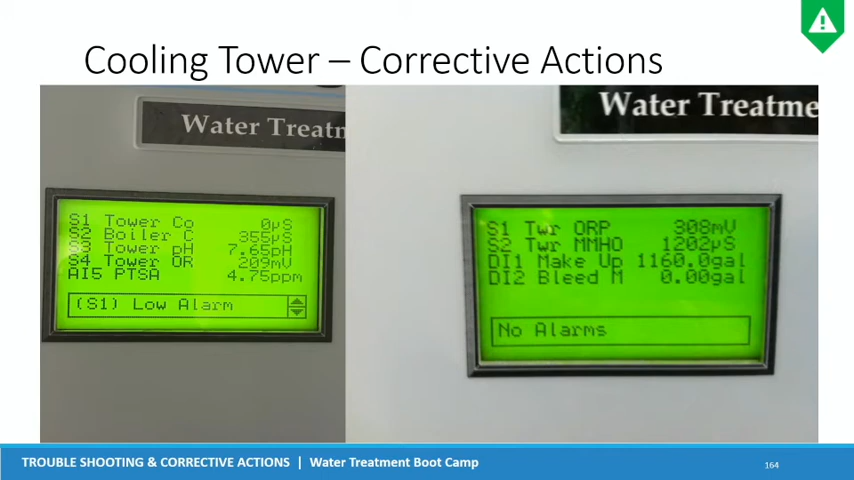 Cooling Tower – Corrective Actions
Water Treatm
S1 Tower Co 0µS
S2 Boiler C 355µS
S3 Tower pH 7.65pH
S4 Tower OR 209mV
AI5 PTSA 4.75ppm
(S1) Low Alarm
Water Treatme
S1 Twr ORP 308mV
S2 Twr MMHO 1202µS
DI1 Make Up 1160.0gal
DI2 Bleed M 0.00gal
No Alarms
TROUBLE SHOOTING & CORRECTIVE ACTIONS | Water Treatment Boot Camp
164